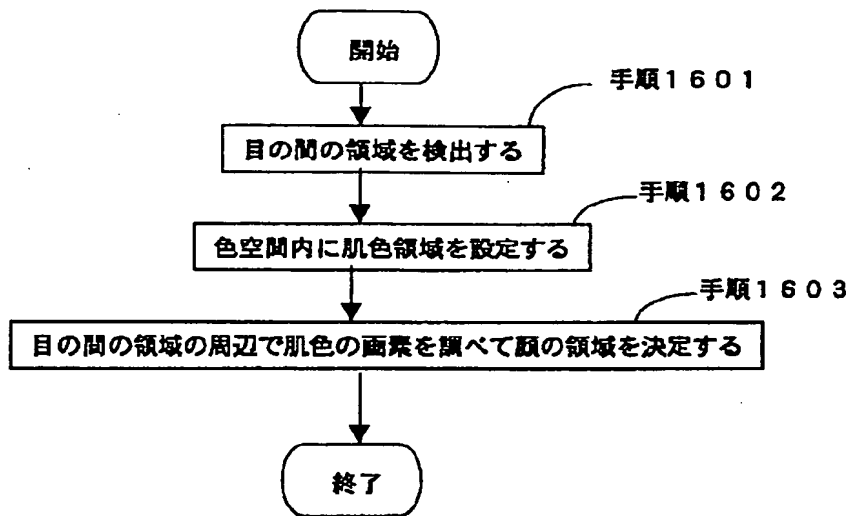 開始
手順1601
目の間の領域を検出する
手順1602
色空間内に肌色領域を設定する
手順1603
目の間の領域の周辺で肌色の画素を調べて顔の領域を決定する
終了